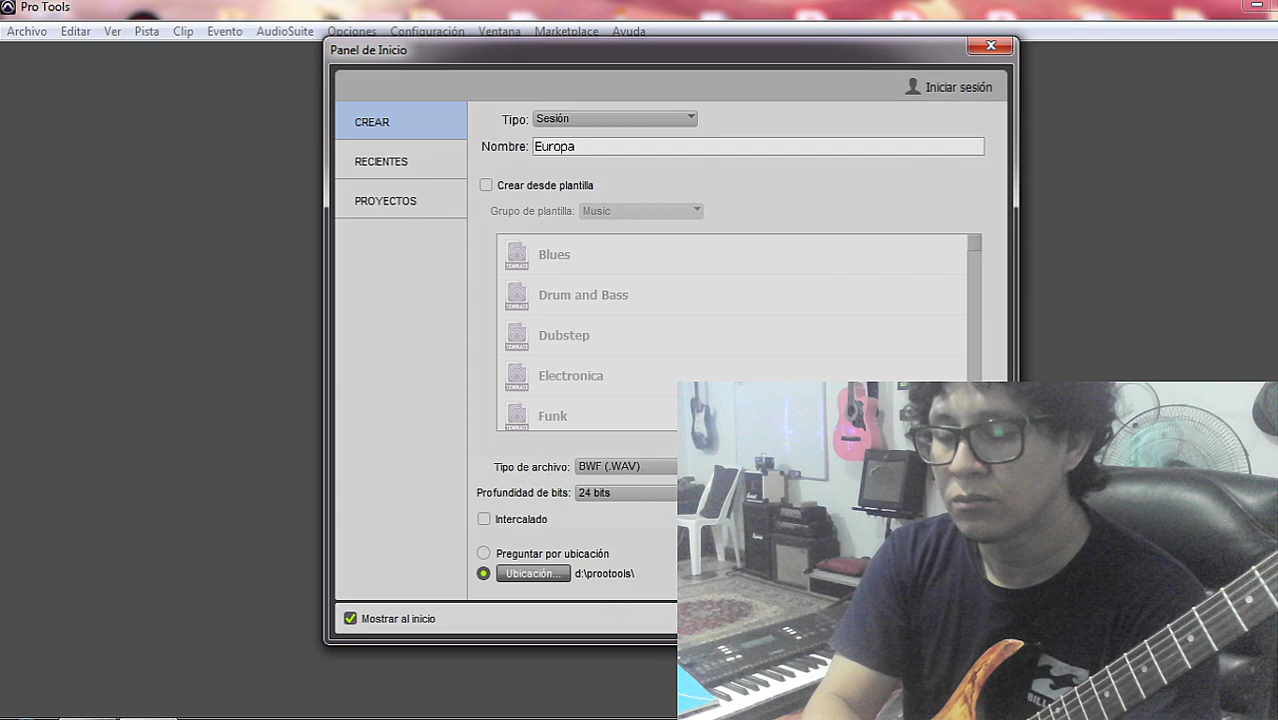 Pro Tools
Archivo Editar Ver Pista Clip Evento AudioSuite Opciones Configuración Ventana Marketplace Ayuda
Panel de Inicio
Iniciar sesión
CREAR
RECIENTES
PROYECTOS
Tipo: Sesión
Nombre: Europa
Crear desde plantilla
Grupo de plantilla: Music
Blues
Drum and Bass
Dubstep
Electronica
Funk
Tipo de archivo: BWF (.WAV)
Profundidad de bits: 24 bits
Intercalado
Preguntar por ubicación
Ubicación... d:\prootools\
Mostrar al inicio